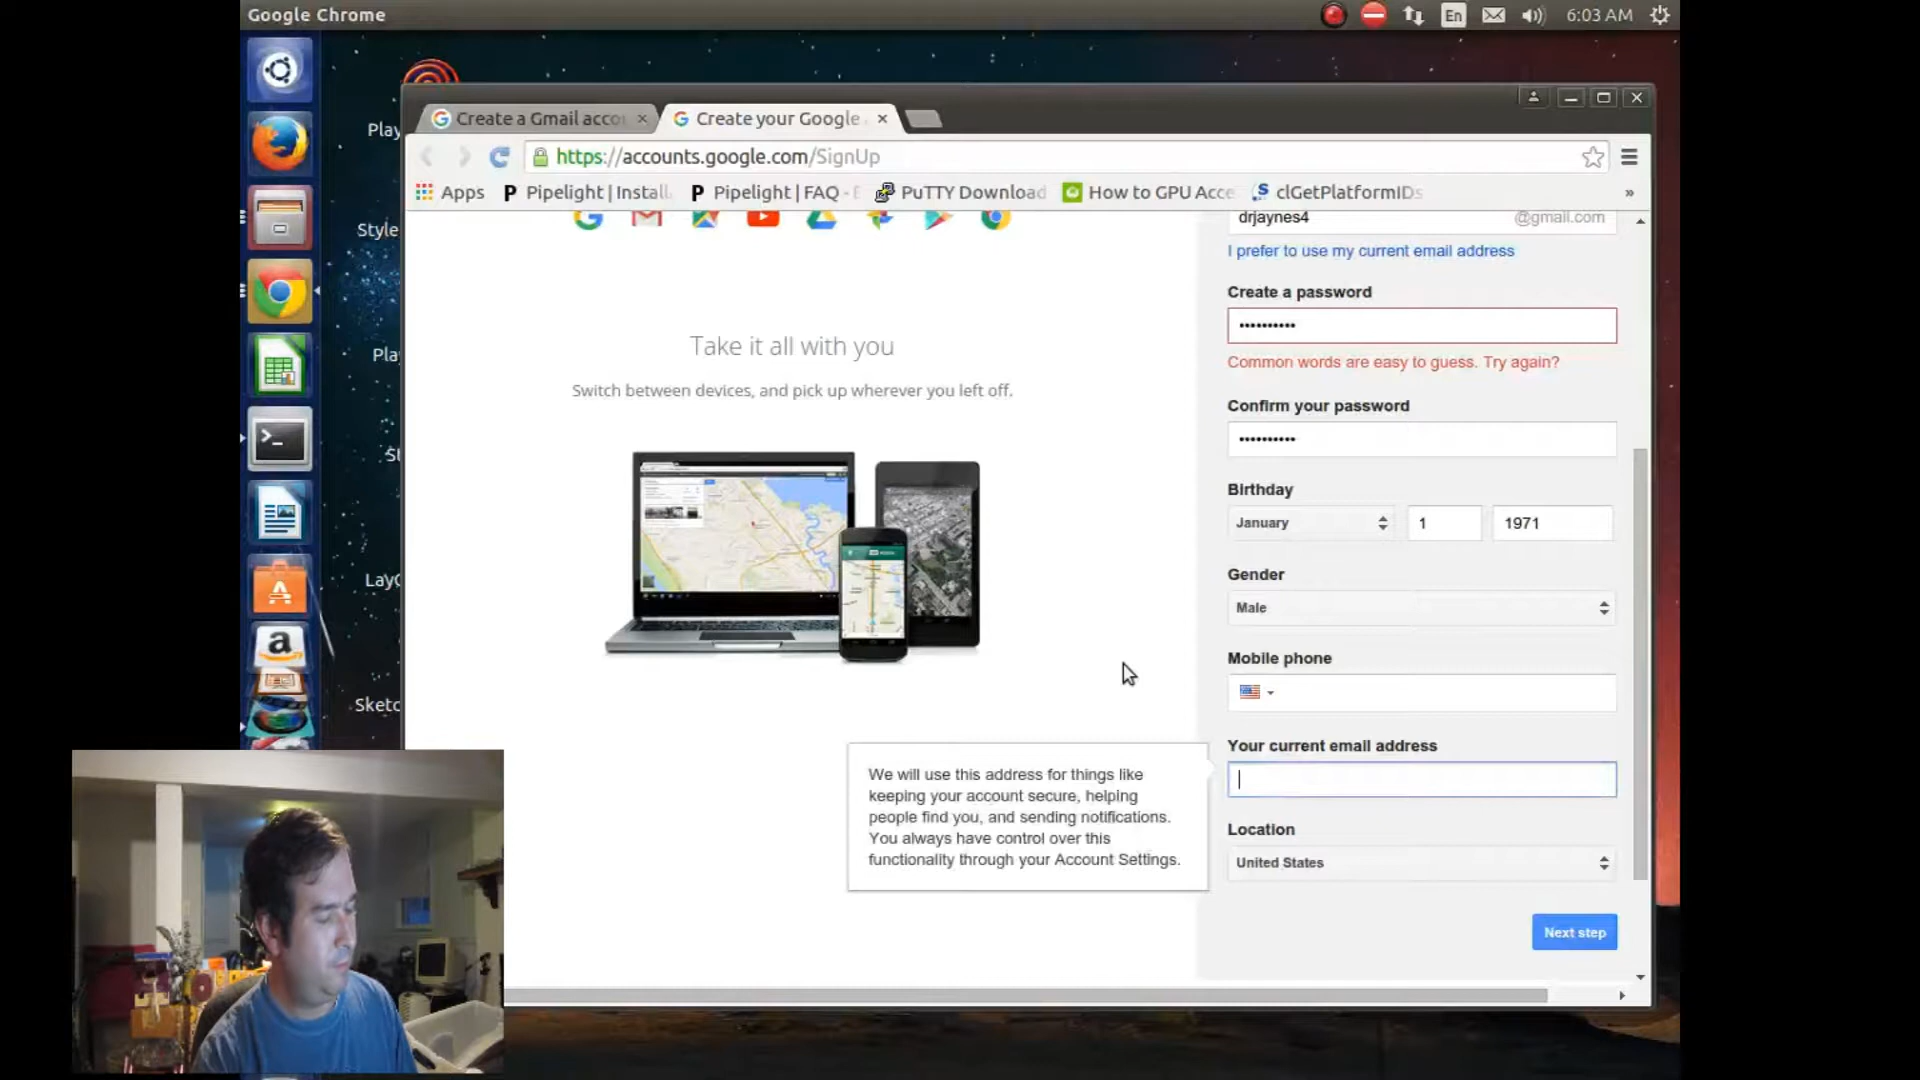 Google Chrome
En
6:03 AM
Create a Gmail acco
Create your Google
https://accounts.google.com/SignUp
Apps
Pipelight | Install
Pipelight | FAQ -
PuTTY Download
How to GPU Acce
clGetPlatformIDs
»
Play
Style
Pla
St
LayO
Sketc
drjaynes4
@gmail.com
I prefer to use my current email address
Create a password
••••••••••
Common words are easy to guess. Try again?
Confirm your password
••••••••••
Birthday
January
1
1971
Gender
Male
Mobile phone
Your current email address
Location
United States
Next step
Take it all with you
Switch between devices, and pick up wherever you left off.
We will use this address for things like
keeping your account secure, helping
people find you, and sending notifications.
You always have control over this
functionality through your Account Settings.